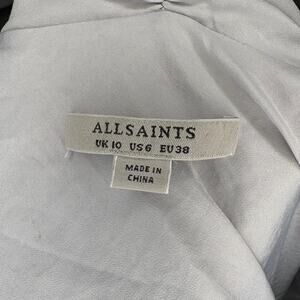 ALLSAINTS
UK 10 US 6 EU 38
MADE IN
CHINA